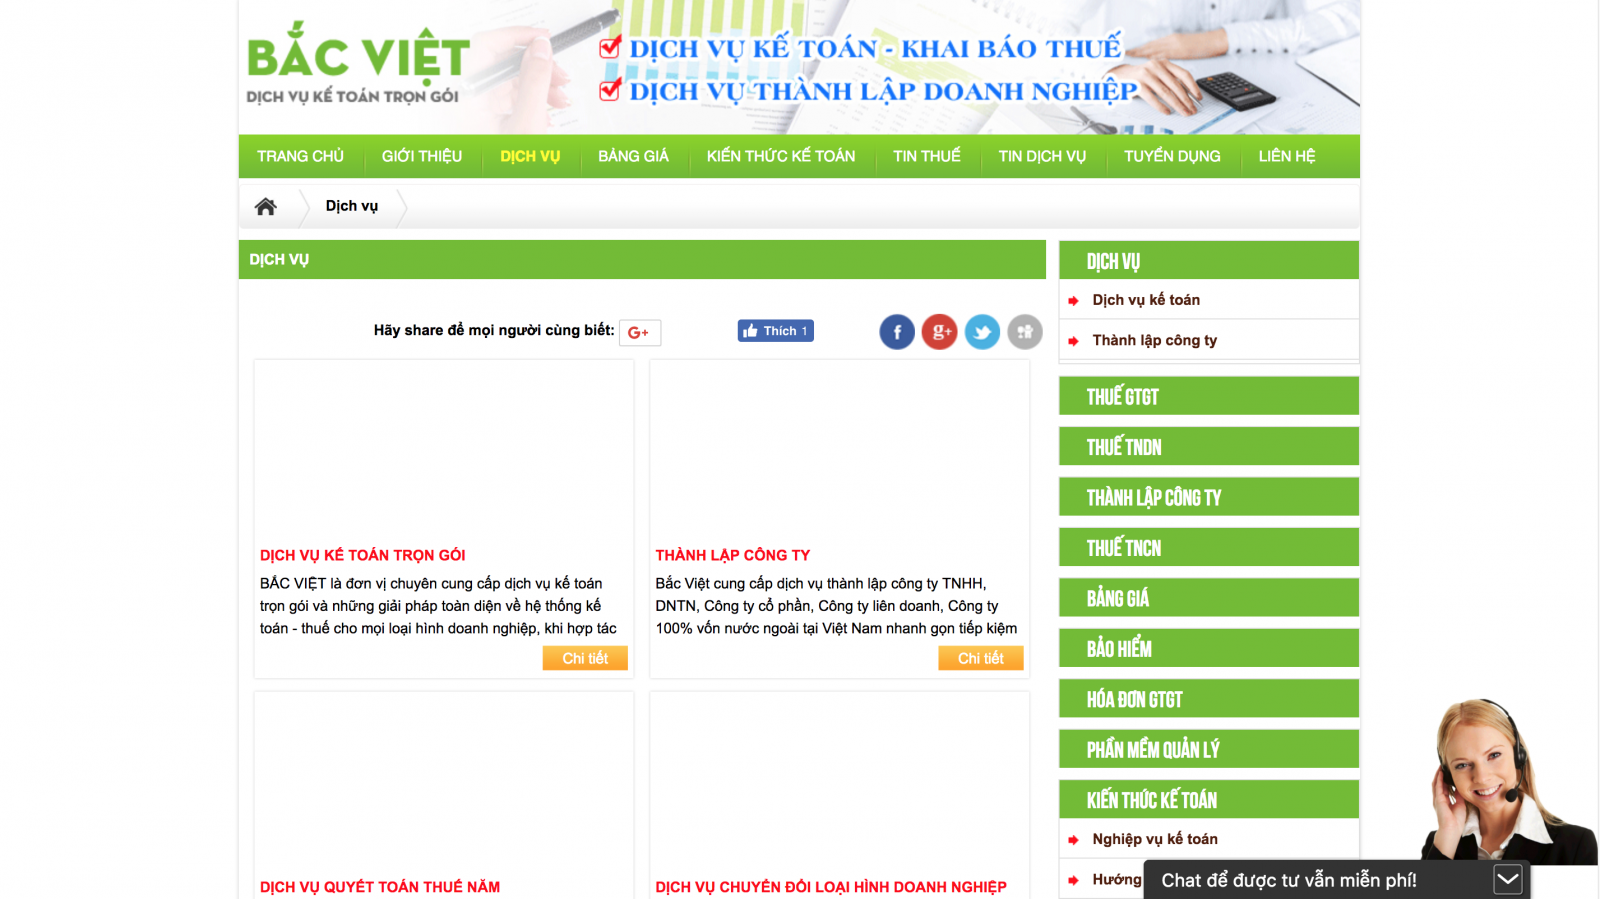 BẮC VIỆT
DỊCH VỤ KẾ TOÁN TRỌN GÓI
DỊCH VỤ KẾ TOÁN - KHAI BÁO THUẾ
DỊCH VỤ THÀNH LẬP DOANH NGHIỆP
TRANG CHỦ GIỚI THIỆU DỊCH VỤ BẢNG GIÁ KIẾN THỨC KẾ TOÁN TIN THUẾ TIN DỊCH VỤ TUYỂN DỤNG LIÊN HỆ
Dịch vụ
DỊCH VỤ
Hãy share để mọi người cùng biết: G+ Thích 1
DỊCH VỤ KẾ TOÁN TRỌN GÓI
BẮC VIỆT là đơn vị chuyên cung cấp dịch vụ kế toán
trọn gói và những giải pháp toàn diện về hệ thống kế
toán - thuế cho mọi loại hình doanh nghiệp, khi hợp tác
Chi tiết
THÀNH LẬP CÔNG TY
Bắc Việt cung cấp dịch vụ thành lập công ty TNHH,
DNTN, Công ty cổ phần, Công ty liên doanh, Công ty
100% vốn nước ngoài tại Việt Nam nhanh gọn tiếp kiệm
Chi tiết
DỊCH VỤ QUYẾT TOÁN THUẾ NĂM
DỊCH VỤ CHUYỂN ĐỔI LOẠI HÌNH DOANH NGHIỆP
DỊCH VỤ
Dịch vụ kế toán
Thành lập công ty
THUẾ GTGT
THUẾ TNDN
THÀNH LẬP CÔNG TY
THUẾ TNCN
BẢNG GIÁ
BẢO HIỂM
HÓA ĐƠN GTGT
PHẦN MỀM QUẢN LÝ
KIẾN THỨC KẾ TOÁN
Nghiệp vụ kế toán
Hướng
Chat để được tư vấn miễn phí!